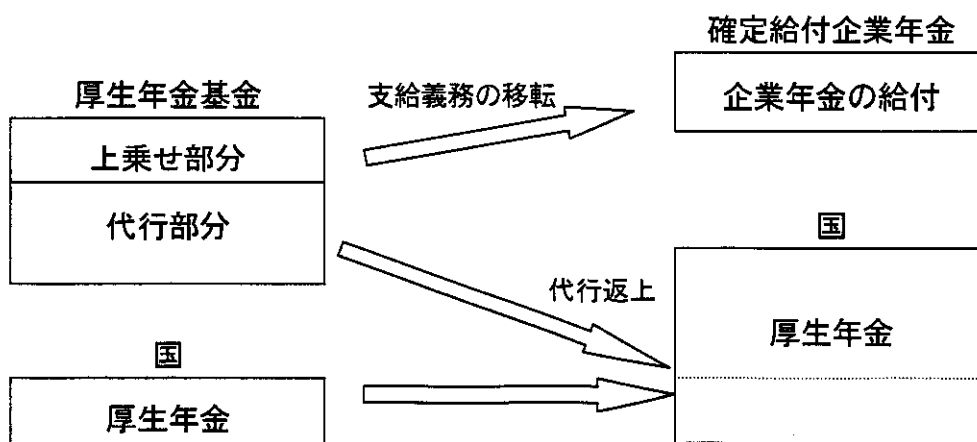 確定給付企業年金
厚生年金基金
支給義務の移転
企業年金の給付
上乗せ部分
代行部分
国
代行返上
厚生年金
国
厚生年金